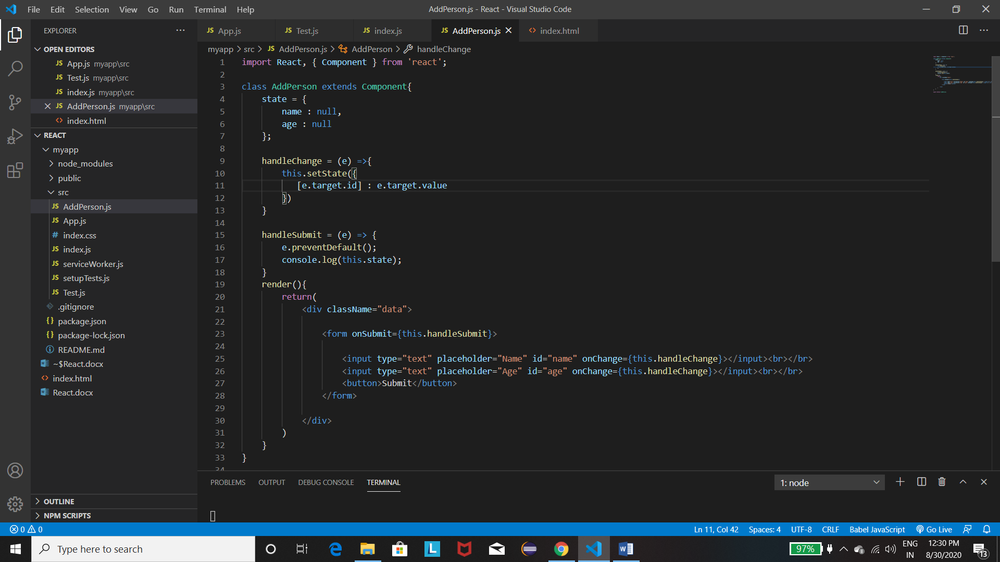 File Edit Selection View Go Run Terminal Help
AddPerson.js - React - Visual Studio Code
EXPLORER
OPEN EDITORS
JS App.js myapp\src
JS Test.js myapp\src
JS index.js myapp\src
JS AddPerson.js myapp\src
<> index.html
REACT
myapp
node_modules
public
src
JS AddPerson.js
JS App.js
# index.css
JS index.js
JS serviceWorker.js
JS setupTests.js
JS Test.js
.gitignore
{} package.json
{} package-lock.json
README.md
~$React.docx
<> index.html
React.docx
OUTLINE
NPM SCRIPTS
JS App.js JS Test.js JS index.js JS AddPerson.js <> index.html
myapp > src > JS AddPerson.js > AddPerson > handleChange
1 import React, { Component } from 'react';
2
3 class AddPerson extends Component{
4 state = {
5 name : null,
6 age : null
7 };
8
9 handleChange = (e) =>{
10 this.setState({
11 [e.target.id] : e.target.value
12 })
13 }
14
15 handleSubmit = (e) => {
16 e.preventDefault();
17 console.log(this.state);
18 }
19 render(){
20 return(
21 <div className="data">
22
23 <form onSubmit={this.handleSubmit}>
24
25 <input type="text" placeholder="Name" id="name" onChange={this.handleChange}></input><br></br>
26 <input type="text" placeholder="Age" id="age" onChange={this.handleChange}></input><br></br>
27 <button>Submit</button>
28 </form>
29
30 </div>
31 )
32 }
33 }
34
PROBLEMS OUTPUT DEBUG CONSOLE TERMINAL
1: node
0 0
Ln 11, Col 42 Spaces: 4 UTF-8 CRLF Babel JavaScript Go Live
Type here to search
97%
ENG
IN
12:30 PM
8/30/2020
13